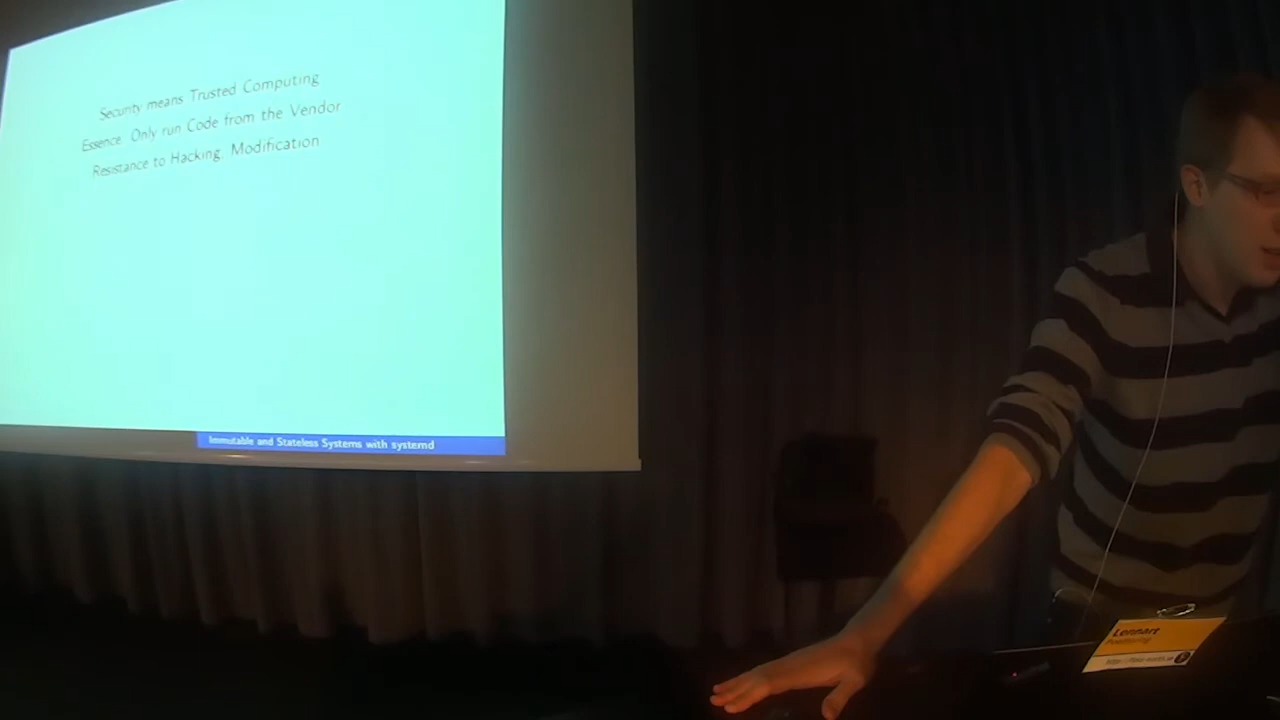 Security means Trusted Computing
Essence: Only run Code from the Vendor
Resistance to Hacking, Modification
Immutable and Stateless Systems with systemd
Lennart
Poettering